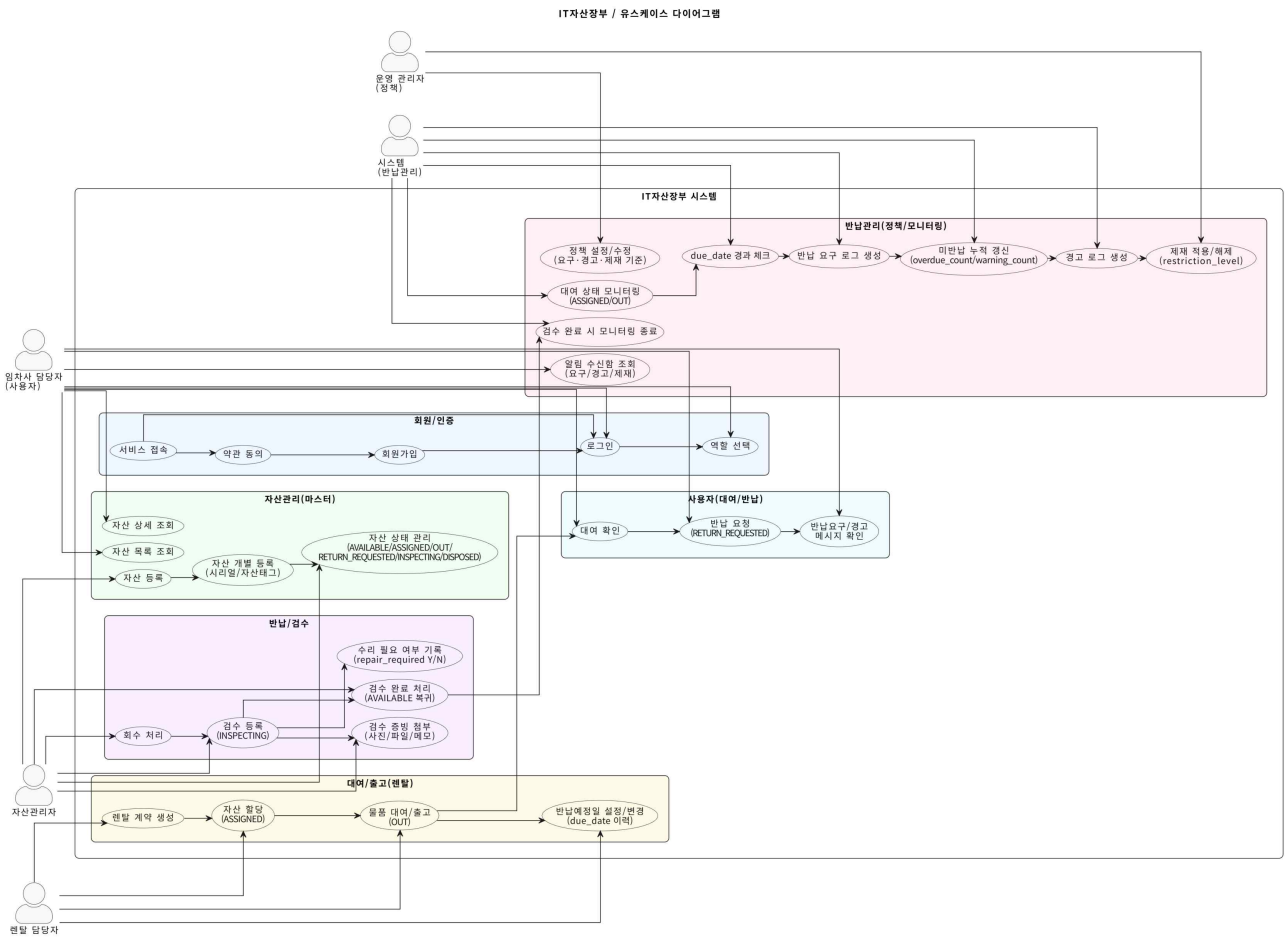 IT자산장부 / 유스케이스 다이어그램
운영 관리자
(정책)
시스템
(반납관리)
IT자산장부 시스템
반납관리(정책/모니터링)
정책 설정/수정
(요구·경고·제재 기준)
due_date 경과 체크
반납 요구 로그 생성
미반납 누적 갱신
(overdue_count/warning_count)
경고 로그 생성
제재 적용/해제
(restriction_level)
대여 상태 모니터링
(ASSIGNED/OUT)
검수 완료 시 모니터링 종료
알림 수신함 조회
(요구/경고/제재)
임차사 담당자
(사용자)
회원/인증
서비스 접속
약관 동의
회원가입
로그인
역할 선택
자산관리(마스터)
자산 상세 조회
자산 목록 조회
자산 등록
자산 개별 등록
(시리얼/자산태그)
자산 상태 관리
(AVAILABLE/ASSIGNED/OUT/
RETURN_REQUESTED/INSPECTING/DISPOSED)
사용자(대여/반납)
대여 확인
반납 요청
(RETURN_REQUESTED)
반납요구/경고
메시지 확인
반납/검수
수리 필요 여부 기록
(repair_required Y/N)
검수 완료 처리
(AVAILABLE 복귀)
회수 처리
검수 등록
(INSPECTING)
검수 증빙 첨부
(사진/파일/메모)
자산관리자
대여/출고(렌탈)
렌탈 계약 생성
자산 할당
(ASSIGNED)
물품 대여/출고
(OUT)
반납예정일 설정/변경
(due_date 이력)
렌탈 담당자